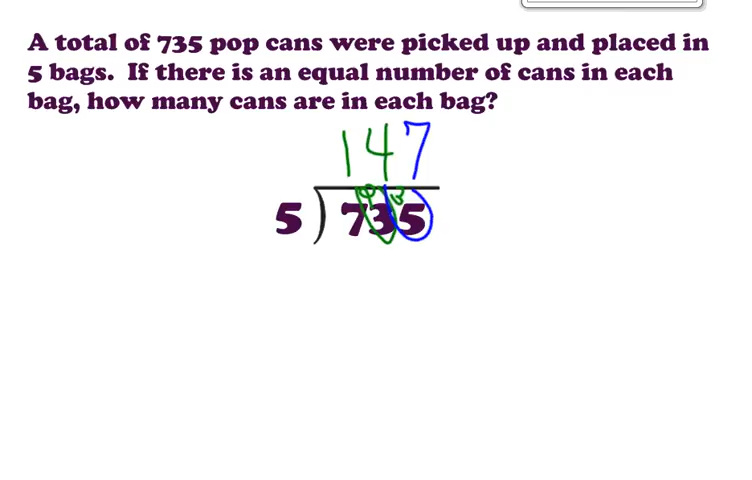 A total of 735 pop cans were picked up and placed in
5 bags. If there is an equal number of cans in each
bag, how many cans are in each bag?
147
5 ) 735